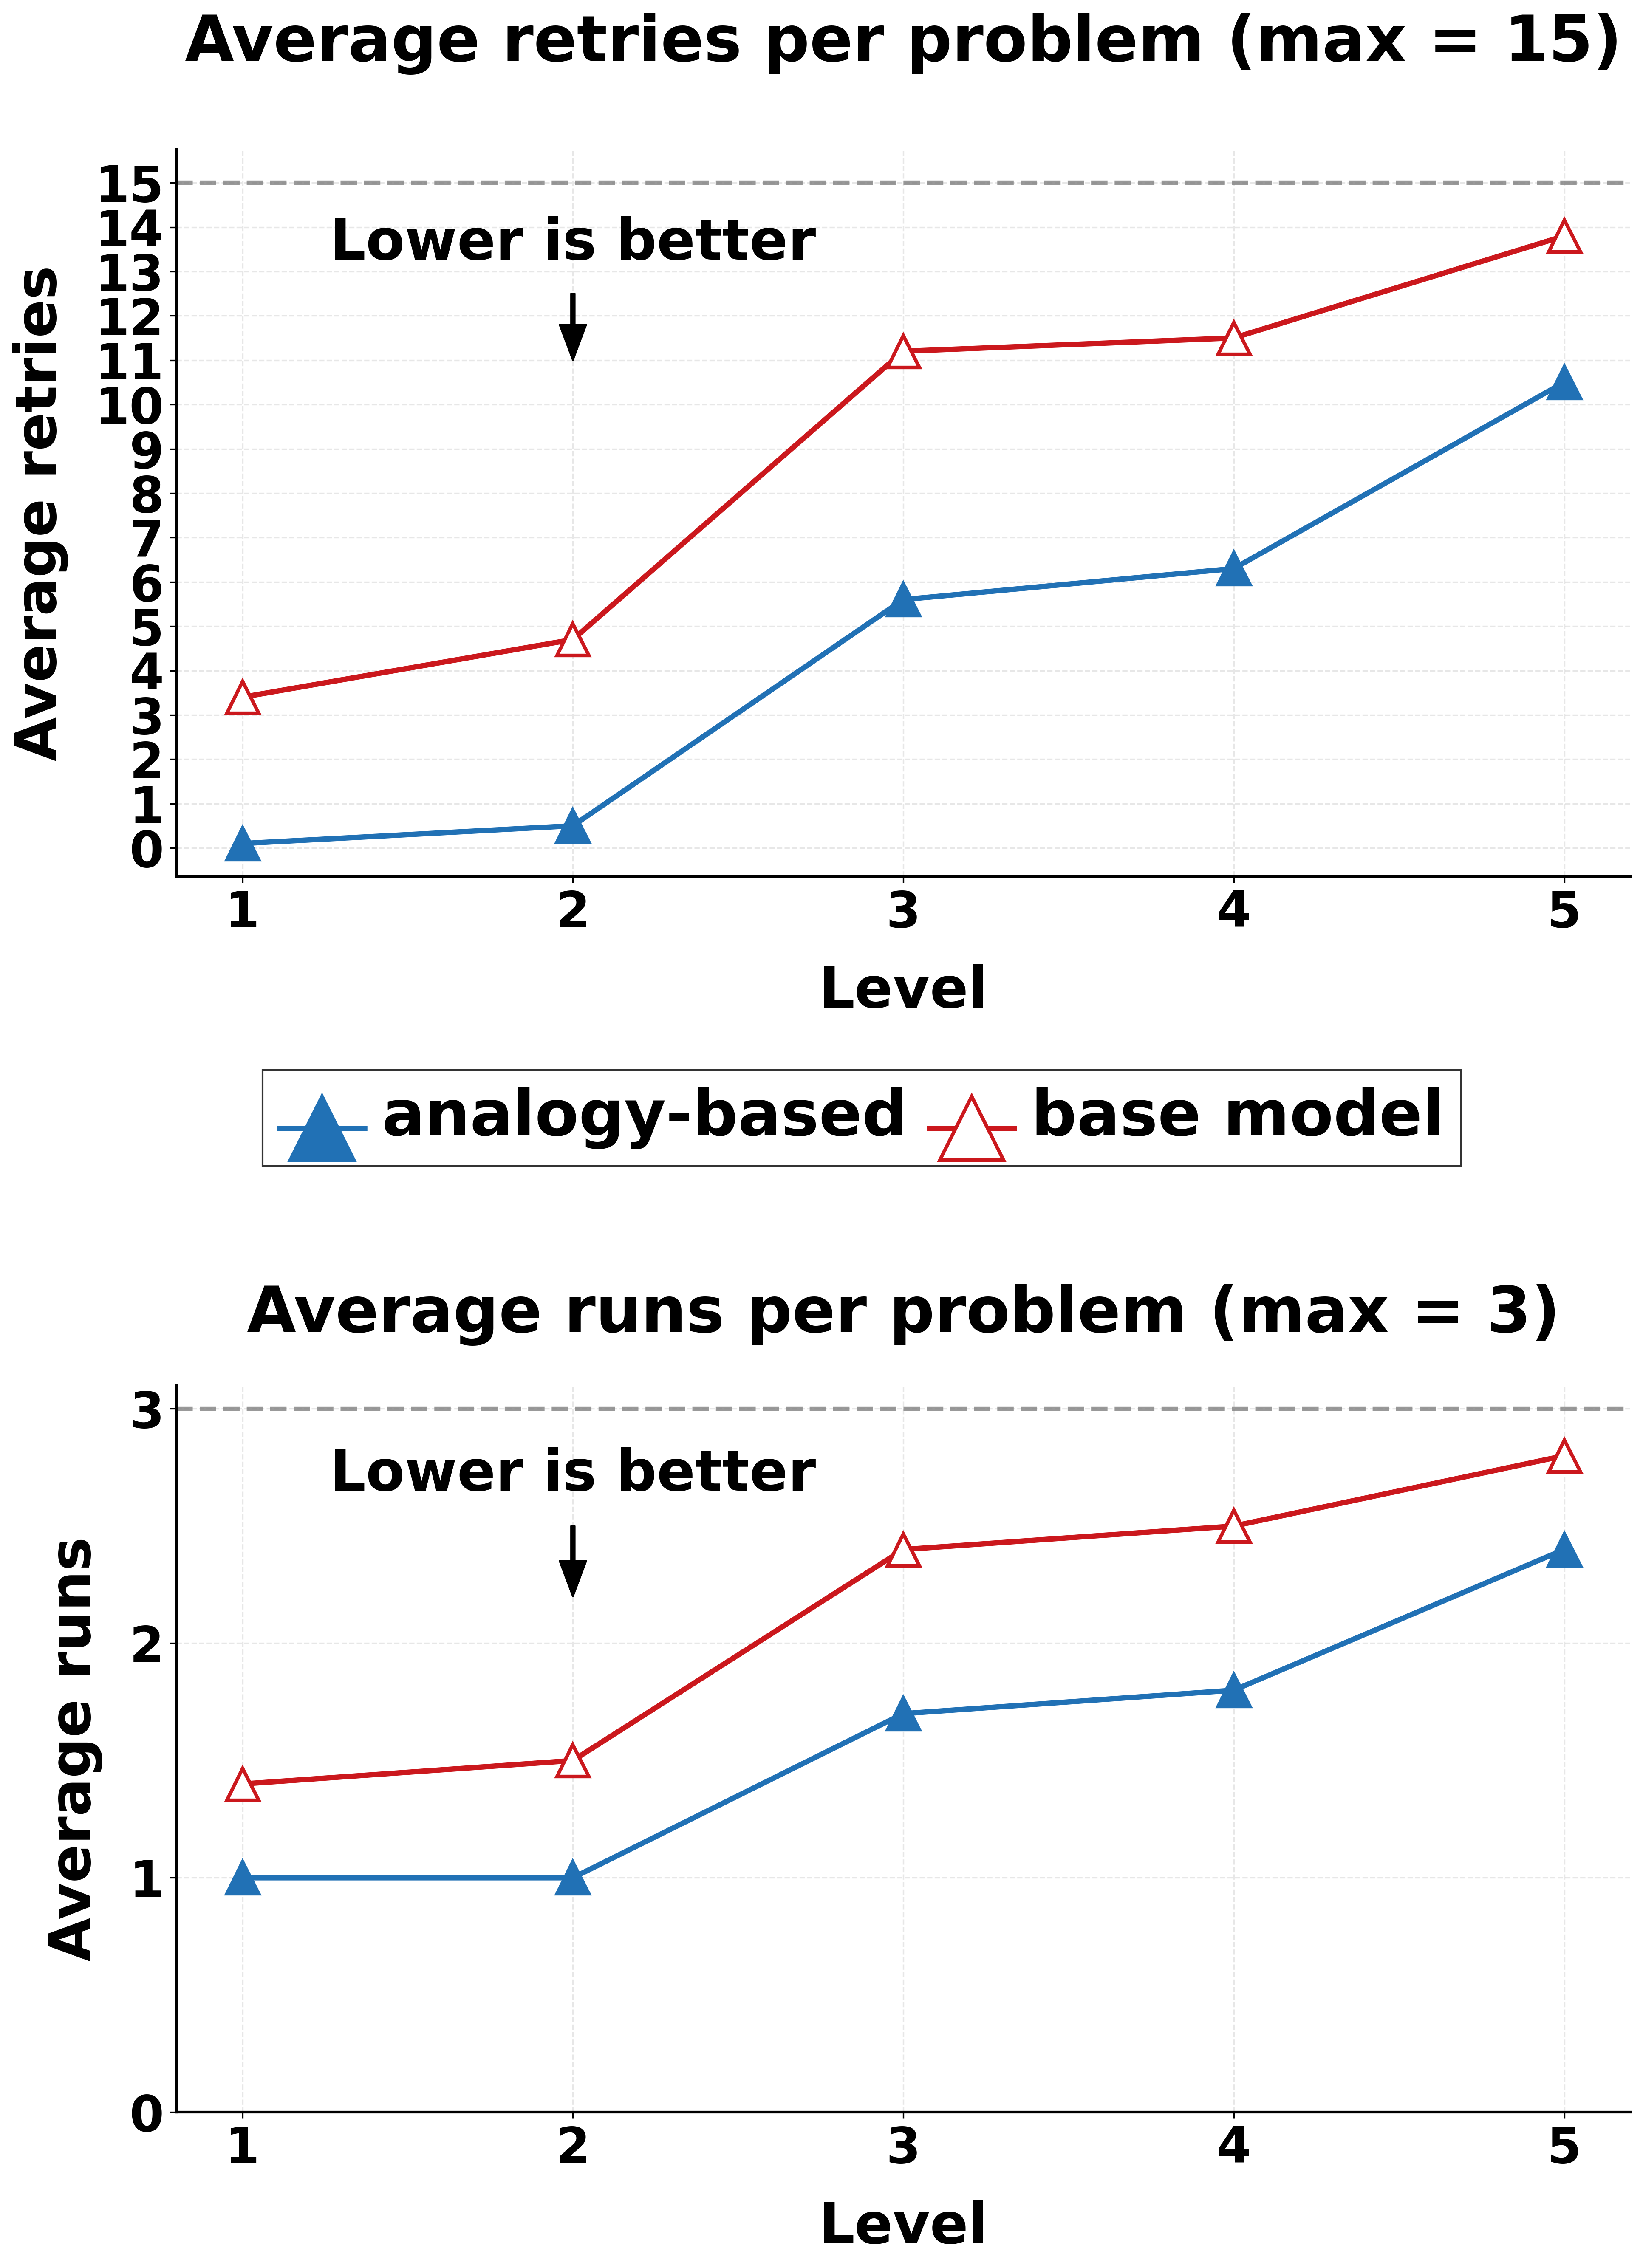 Average retries per problem (max = 15)
15
14
13
12
11
10
9
8
7
6
5
4
3
2
1
0
Average retries
Lower is better
1 2 3 4 5
Level
analogy-based base model
Average runs per problem (max = 3)
3
2
1
0
Average runs
Lower is better
1 2 3 4 5
Level